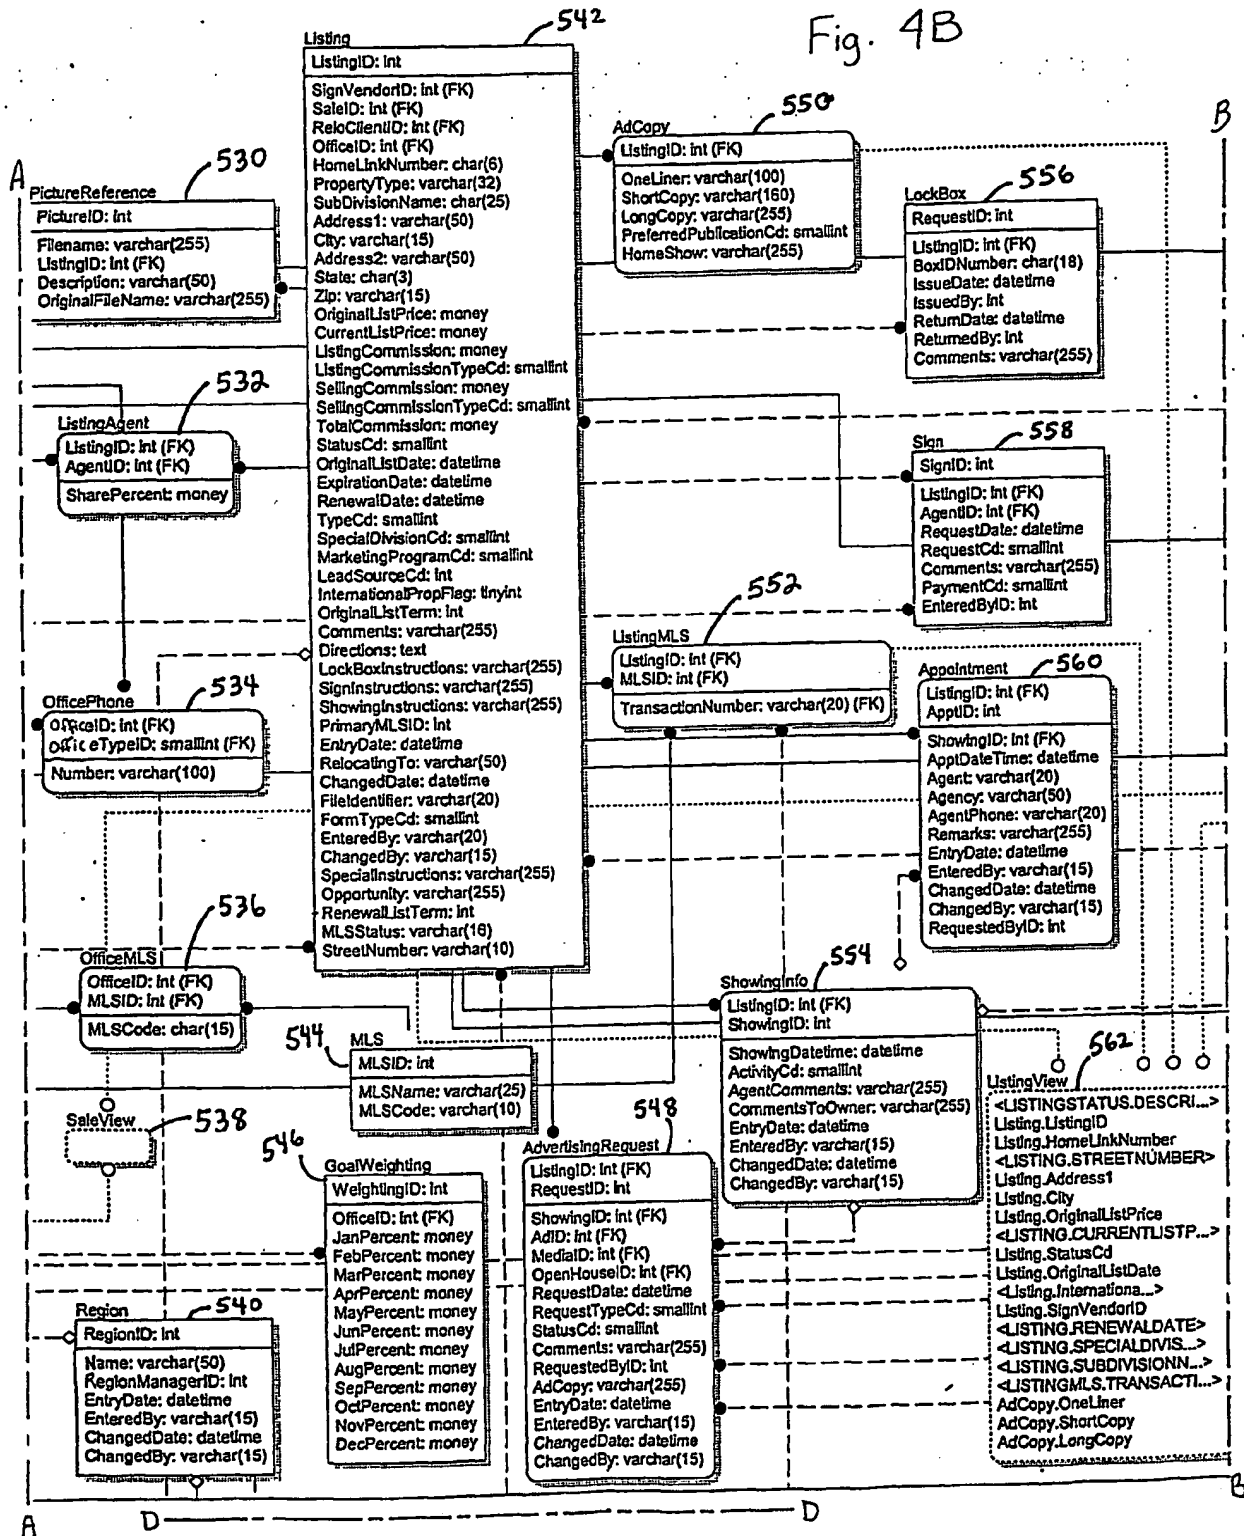 Fig. 4B
A
B
PictureReference
530
PictureID: int
Filename: varchar(255)
ListingID: int (FK)
Description: varchar(50)
OriginalFileName: varchar(255)
532
ListingAgent
ListingID: int (FK)
AgentID: int (FK)
SharePercent: money
OfficePhone
534
OfficeID: int (FK)
OfficeTypeID: smallint (FK)
Number: varchar(100)
536
OfficeMLS
OfficeID: int (FK)
MLSID: int (FK)
MLSCode: char(15)
SaleView
538
Region
540
RegionID: int
Name: varchar(50)
RegionManagerID: int
EntryDate: datetime
EnteredBy: varchar(15)
ChangedDate: datetime
ChangedBy: varchar(15)
Listing
542
ListingID: int
SignVendorID: int (FK)
SaleID: int (FK)
ReloClientID: int (FK)
OfficeID: int (FK)
HomeLinkNumber: char(6)
PropertyType: varchar(32)
SubDivisionName: char(25)
Address1: varchar(50)
City: varchar(15)
Address2: varchar(50)
State: char(3)
Zip: varchar(15)
OriginalListPrice: money
CurrentListPrice: money
ListingCommission: money
ListingCommissionTypeCd: smallint
SellingCommission: money
SellingCommissionTypeCd: smallint
TotalCommission: money
StatusCd: smallint
OriginalListDate: datetime
ExpirationDate: datetime
RenewalDate: datetime
TypeCd: smallint
SpecialDivisionCd: smallint
MarketingProgramCd: smallint
LeadSourceCd: int
InternationalPropFlag: tinyint
OriginalListTerm: int
Comments: varchar(255)
Directions: text
LockBoxInstructions: varchar(255)
SignInstructions: varchar(255)
ShowingInstructions: varchar(255)
PrimaryMLSID: int
EntryDate: datetime
RelocatingTo: varchar(50)
ChangedDate: datetime
FileIdentifier: varchar(20)
FormTypeCd: smallint
EnteredBy: varchar(20)
ChangedBy: varchar(15)
SpecialInstructions: varchar(255)
Opportunity: varchar(255)
RenewalListTerm: int
MLSStatus: varchar(16)
StreetNumber: varchar(10)
MLS
544
MLSID: int
MLSName: varchar(25)
MLSCode: varchar(10)
546
GoalWeighting
WeightingID: int
OfficeID: int (FK)
JanPercent: money
FebPercent: money
MarPercent: money
AprPercent: money
MayPercent: money
JunPercent: money
JulPercent: money
AugPercent: money
SepPercent: money
OctPercent: money
NovPercent: money
DecPercent: money
548
AdvertisingRequest
ListingID: int (FK)
RequestID: int
ShowingID: int (FK)
AdID: int (FK)
MediaID: int (FK)
OpenHouseID: int (FK)
RequestDate: datetime
RequestTypeCd: smallint
StatusCd: smallint
Comments: varchar(255)
RequestedByID: int
AdCopy: varchar(255)
EntryDate: datetime
EnteredBy: varchar(15)
ChangedDate: datetime
ChangedBy: varchar(15)
AdCopy
550
ListingID: int (FK)
OneLiner: varchar(100)
ShortCopy: varchar(160)
LongCopy: varchar(255)
PreferredPublicationCd: smallint
HomeShow: varchar(255)
552
ListingMLS
ListingID: int (FK)
MLSID: int (FK)
TransactionNumber: varchar(20) (FK)
ShowingInfo
554
ListingID: int (FK)
ShowingID: int
ShowingDatetime: datetime
ActivityCd: smallint
AgentComments: varchar(255)
CommentsToOwner: varchar(255)
EntryDate: datetime
EnteredBy: varchar(15)
ChangedDate: datetime
ChangedBy: varchar(15)
LockBox
556
RequestID: int
ListingID: int (FK)
BoxIDNumber: char(18)
IssueDate: datetime
IssuedBy: int
ReturnDate: datetime
ReturnedBy: int
Comments: varchar(255)
Sign
558
SignID: int
ListingID: int (FK)
AgentID: int (FK)
RequestDate: datetime
RequestCd: smallint
Comments: varchar(255)
PaymentCd: smallint
EnteredByID: int
Appointment
560
ListingID: int (FK)
ApptID: int
ShowingID: int (FK)
ApptDateTime: datetime
Agent: varchar(20)
Agency: varchar(50)
AgentPhone: varchar(20)
Remarks: varchar(255)
EntryDate: datetime
EnteredBy: varchar(15)
ChangedDate: datetime
ChangedBy: varchar(15)
RequestedByID: int
ListingView
562
<LISTINGSTATUS.DESCRI...>
Listing.ListingID
Listing.HomeLinkNumber
<LISTING.STREETNUMBER>
Listing.Address1
Listing.City
Listing.OriginalListPrice
<LISTING.CURRENTLISTP...>
Listing.StatusCd
Listing.OriginalListDate
<Listing.Internationa...>
Listing.SignVendorID
<LISTING.RENEWALDATE>
<LISTING.SPECIALDIVIS...>
<LISTING.SUBDIVISIONN...>
<LISTINGMLS.TRANSACTI...>
AdCopy.OneLiner
AdCopy.ShortCopy
AdCopy.LongCopy
A
D
D
B